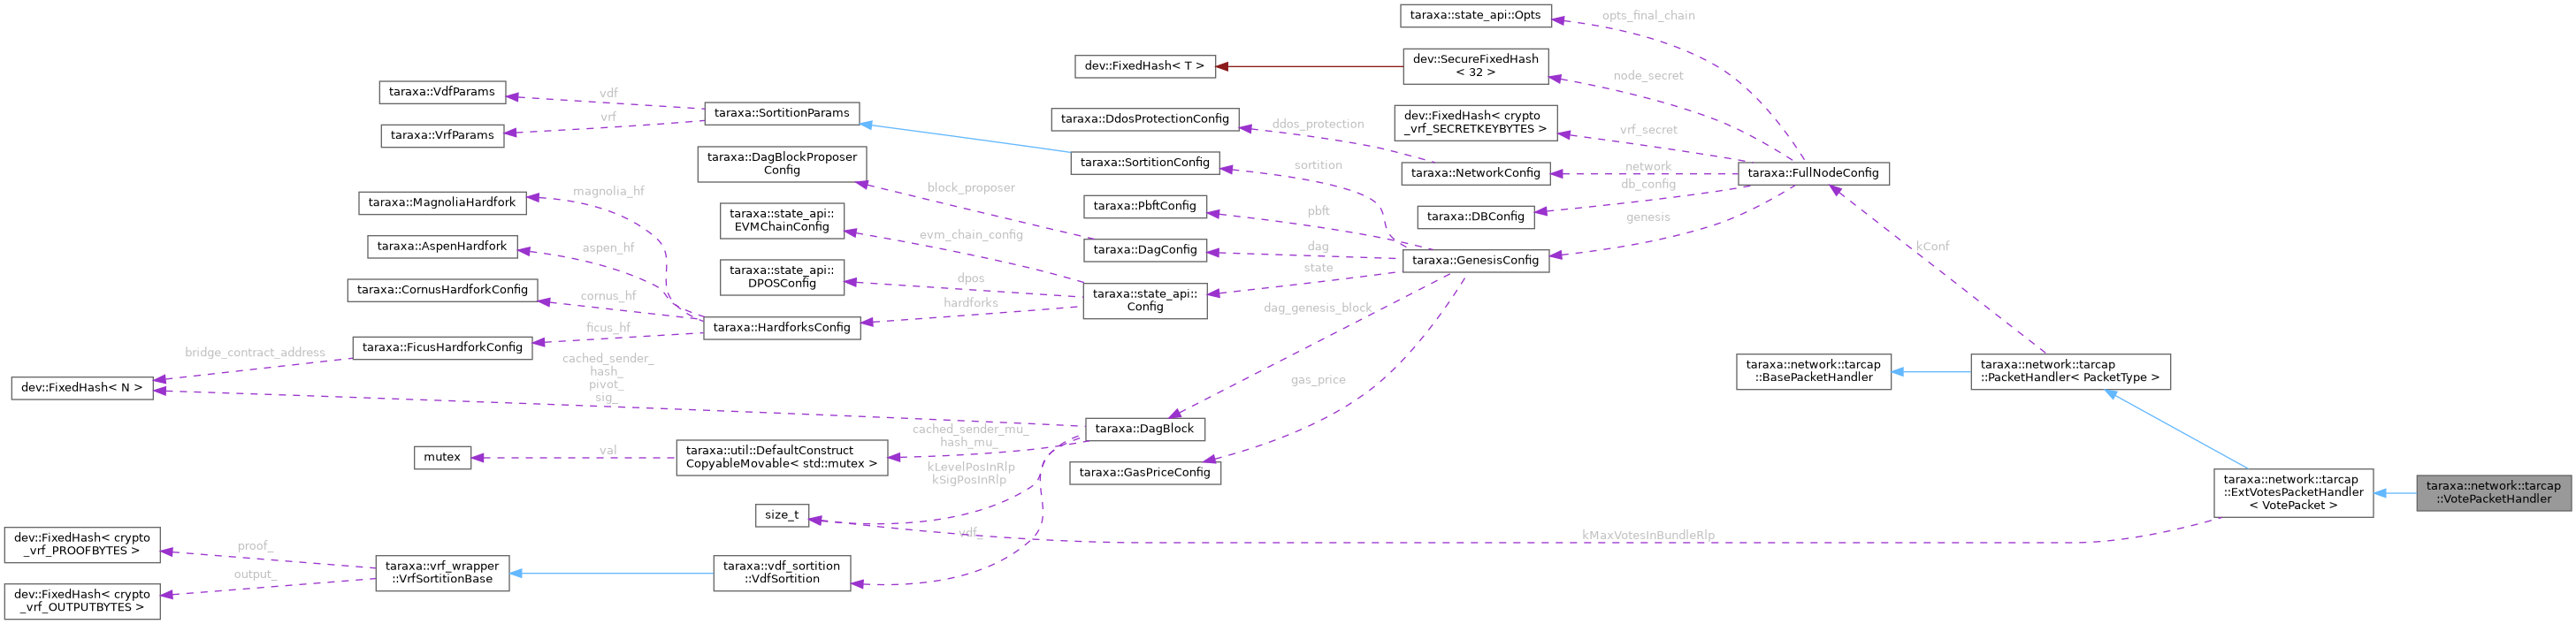 taraxa::state_api::Opts
opts_final_chain
dev::FixedHash< T >
dev::SecureFixedHash
< 32 >
node_secret
taraxa::VdfParams
vdf
taraxa::SortitionParams
vrf
taraxa::VrfParams
taraxa::DdosProtectionConfig
ddos_protection
dev::FixedHash< crypto
_vrf_SECRETKEYBYTES >
vrf_secret
taraxa::DagBlockProposer
Config
taraxa::SortitionConfig
sortition
taraxa::NetworkConfig
network
taraxa::FullNodeConfig
db_config
taraxa::DBConfig
genesis
taraxa::MagnoliaHardfork
magnolia_hf
block_proposer
taraxa::PbftConfig
pbft
taraxa::state_api::
EVMChainConfig
evm_chain_config
taraxa::AspenHardfork
aspen_hf
taraxa::DagConfig
dag
taraxa::GenesisConfig
kConf
state
taraxa::state_api::
DPOSConfig
dpos
taraxa::CornusHardforkConfig
cornus_hf
hardforks
taraxa::state_api::
Config
dag_genesis_block
taraxa::HardforksConfig
ficus_hf
taraxa::FicusHardforkConfig
bridge_contract_address
dev::FixedHash< N >
cached_sender_
hash_
pivot_
sig_
gas_price
taraxa::network::tarcap
::BasePacketHandler
taraxa::network::tarcap
::PacketHandler< PacketType >
taraxa::DagBlock
cached_sender_mu_
hash_mu_
mutex
val
taraxa::util::DefaultConstruct
CopyableMovable< std::mutex >
kLevelPosInRlp
kSigPosInRlp
taraxa::GasPriceConfig
taraxa::network::tarcap
::ExtVotesPacketHandler
< VotePacket >
taraxa::network::tarcap
::VotePacketHandler
size_t
vdf_
kMaxVotesInBundleRlp
dev::FixedHash< crypto
_vrf_PROOFBYTES >
proof_
output_
taraxa::vrf_wrapper
::VrfSortitionBase
taraxa::vdf_sortition
::VdfSortition
dev::FixedHash< crypto
_vrf_OUTPUTBYTES >